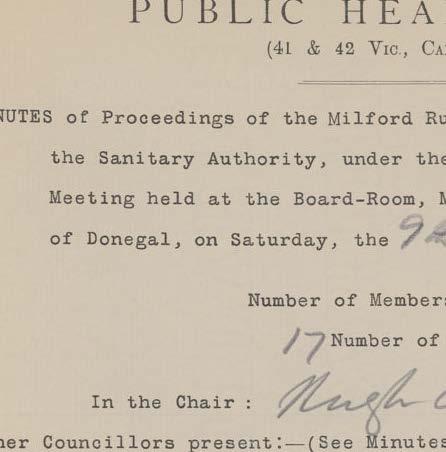 PUBLIC HEA
(41 & 42 Vic., Ca
NUTES of Proceedings of the Milford Ru
the Sanitary Authority, under the
Meeting held at the Board-Room, M
of Donegal, on Saturday, the 9th
Number of Members
17 Number of
In the Chair : Hugh
her Councillors present:—(See Minutes